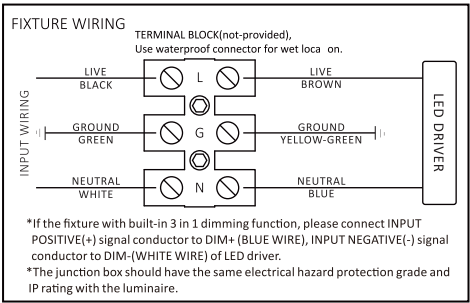 FIXTURE WIRING
TERMINAL BLOCK(not-provided),
Use waterproof connector for wet loca on.
LIVE
BLACK
L
LIVE
BROWN
INPUT WIRING
GROUND
GREEN
G
GROUND
YELLOW-GREEN
LED DRIVER
NEUTRAL
WHITE
N
NEUTRAL
BLUE
*If the fixture with built-in 3 in 1 dimming function, please connect INPUT
POSITIVE(+) signal conductor to DIM+ (BLUE WIRE), INPUT NEGATIVE(-) signal
conductor to DIM-(WHITE WIRE) of LED driver.
*The junction box should have the same electrical hazard protection grade and
IP rating with the luminaire.